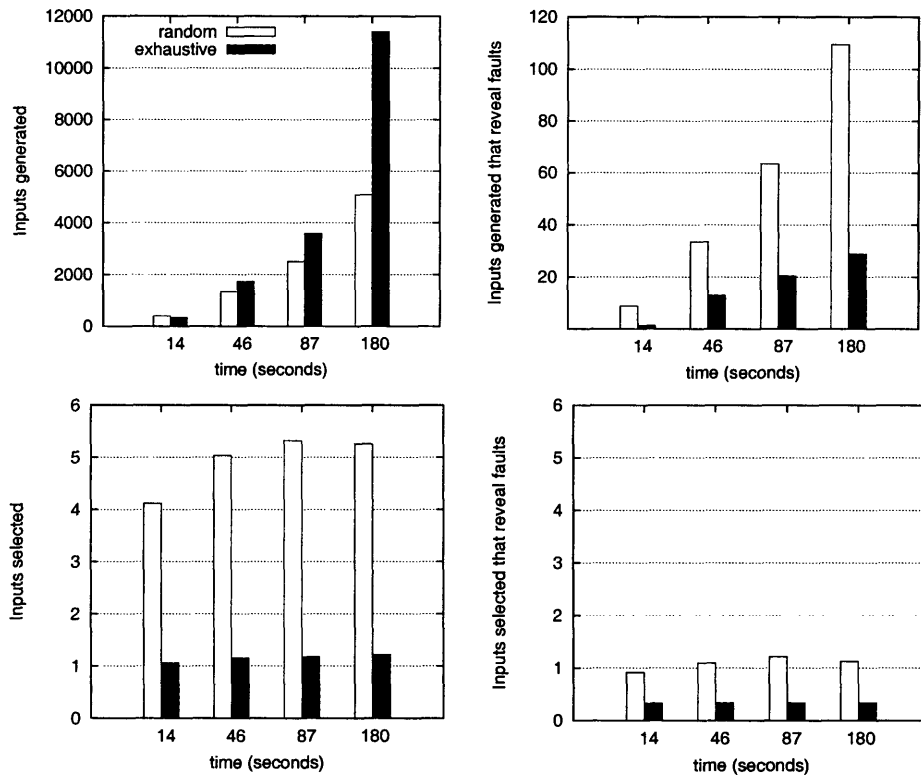 12000
10000
8000
6000
4000
2000
0
Inputs generated
random
exhaustive
14 46 87 180
time (seconds)
120
100
80
60
40
20
Inputs generated that reveal faults
14 46 87 180
time (seconds)
6
5
4
3
2
1
0
Inputs selected
14 46 87 180
time (seconds)
6
5
4
3
2
1
0
Inputs selected that reveal faults
14 46 87 180
time (seconds)